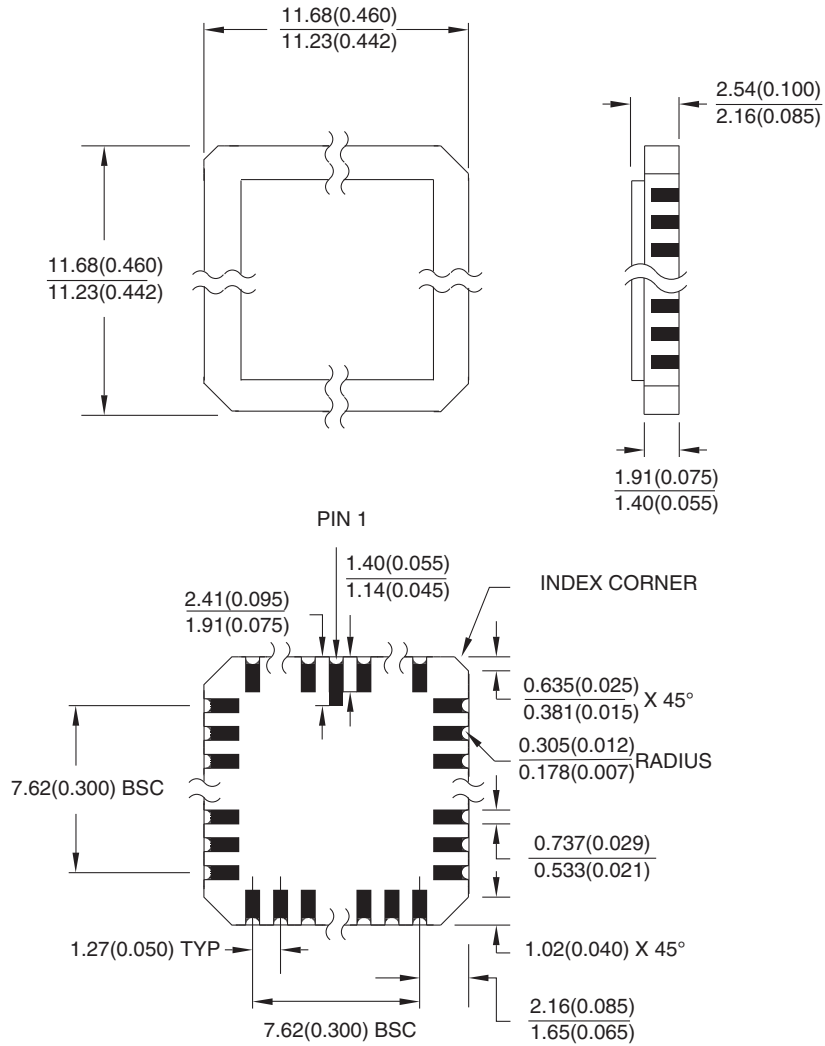 11.68(0.460)
11.23(0.442)
2.54(0.100)
2.16(0.085)
11.68(0.460)
11.23(0.442)
1.91(0.075)
1.40(0.055)
PIN 1
1.40(0.055)
1.14(0.045)
INDEX CORNER
2.41(0.095)
1.91(0.075)
0.635(0.025)
0.381(0.015) X 45°
0.305(0.012)
0.178(0.007) RADIUS
7.62(0.300) BSC
0.737(0.029)
0.533(0.021)
1.27(0.050) TYP
1.02(0.040) X 45°
7.62(0.300) BSC
2.16(0.085)
1.65(0.065)